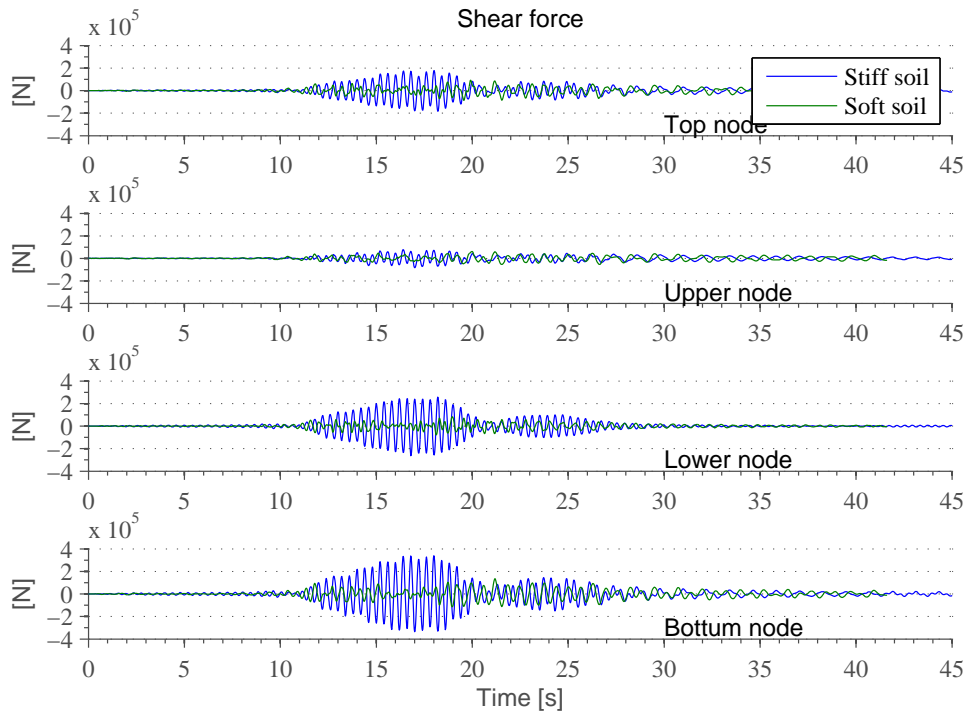 Shear force
x 10^5
4
2
0
−2
−4
[N]
Stiff soil
Soft soil
Top node
0 5 10 15 20 25 30 35 40 45
x 10^5
4
2
0
−2
−4
[N]
Upper node
0 5 10 15 20 25 30 35 40 45
x 10^5
4
2
0
−2
−4
[N]
Lower node
0 5 10 15 20 25 30 35 40 45
x 10^5
4
2
0
−2
−4
[N]
Bottum node
0 5 10 15 20 25 30 35 40 45
Time [s]